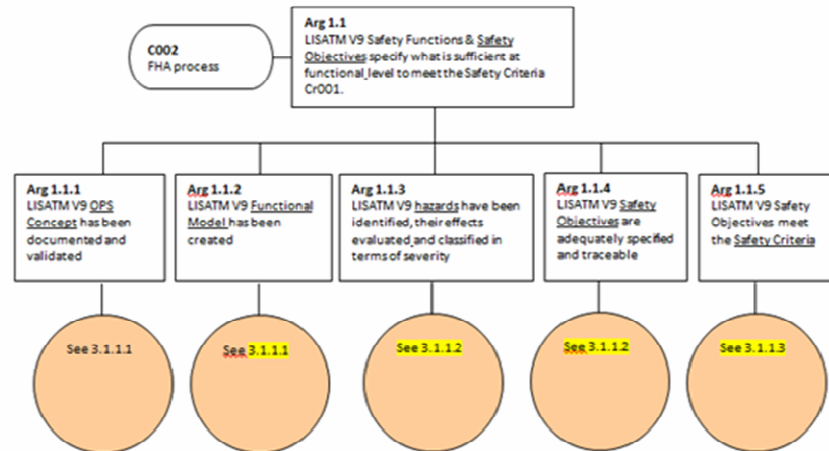 Arg 1.1
LISATM V9 Safety Functions & Safety
Objectives specify what is sufficient at
functional level to meet the Safety Criteria
Cr001.
C002
FHA process
Arg 1.1.1
LISATM V9 OPS
Concept has been
documented and
validated
Arg 1.1.2
LISATM V9 Functional
Model has been
created
Arg 1.1.3
LISATM V9 hazards have been
identified, their effects
evaluated and classified in
terms of severity
Arg 1.1.4
LISATM V9 Safety
Objectives are
adequately specified
and traceable
Arg 1.1.5
LISATM V9 Safety
Objectives meet
the Safety Criteria
See 3.1.1.1
See 3.1.1.1
See 3.1.1.2
See 3.1.1.2
See 3.1.1.3